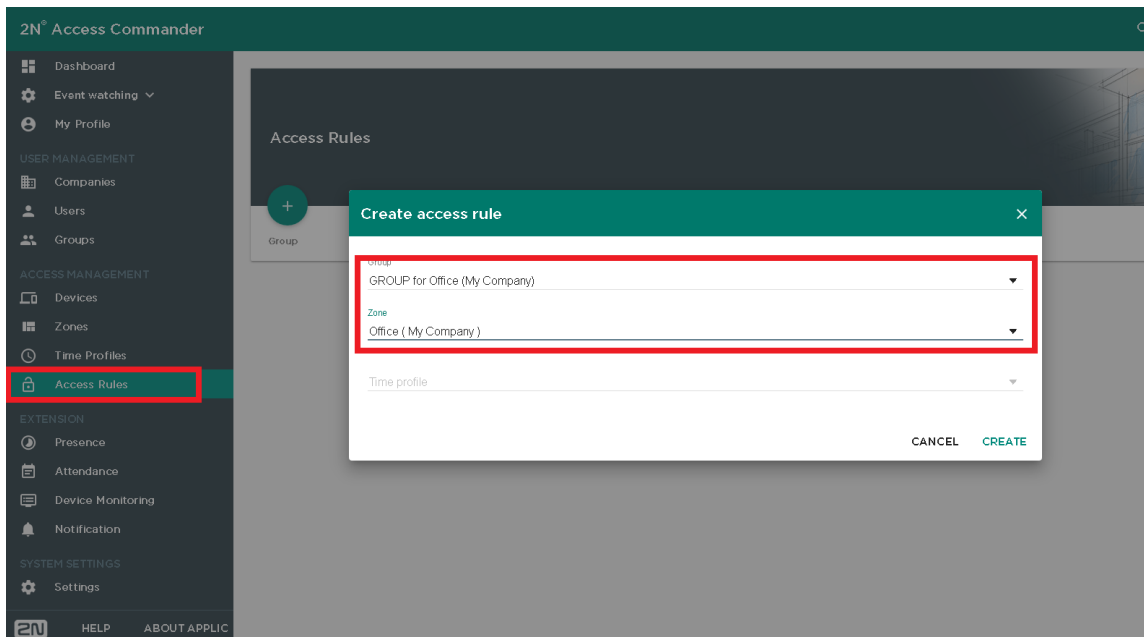 2N® Access Commander
Dashboard
Event watching
My Profile
USER MANAGEMENT
Companies
Users
Groups
ACCESS MANAGEMENT
Devices
Zones
Time Profiles
Access Rules
EXTENSION
Presence
Attendance
Device Monitoring
Notification
SYSTEM SETTINGS
Settings
2N HELP ABOUT APPLIC
Access Rules
Group
Create access rule
Group
GROUP for Office (My Company)
Zone
Office ( My Company )
Time profile
CANCEL CREATE